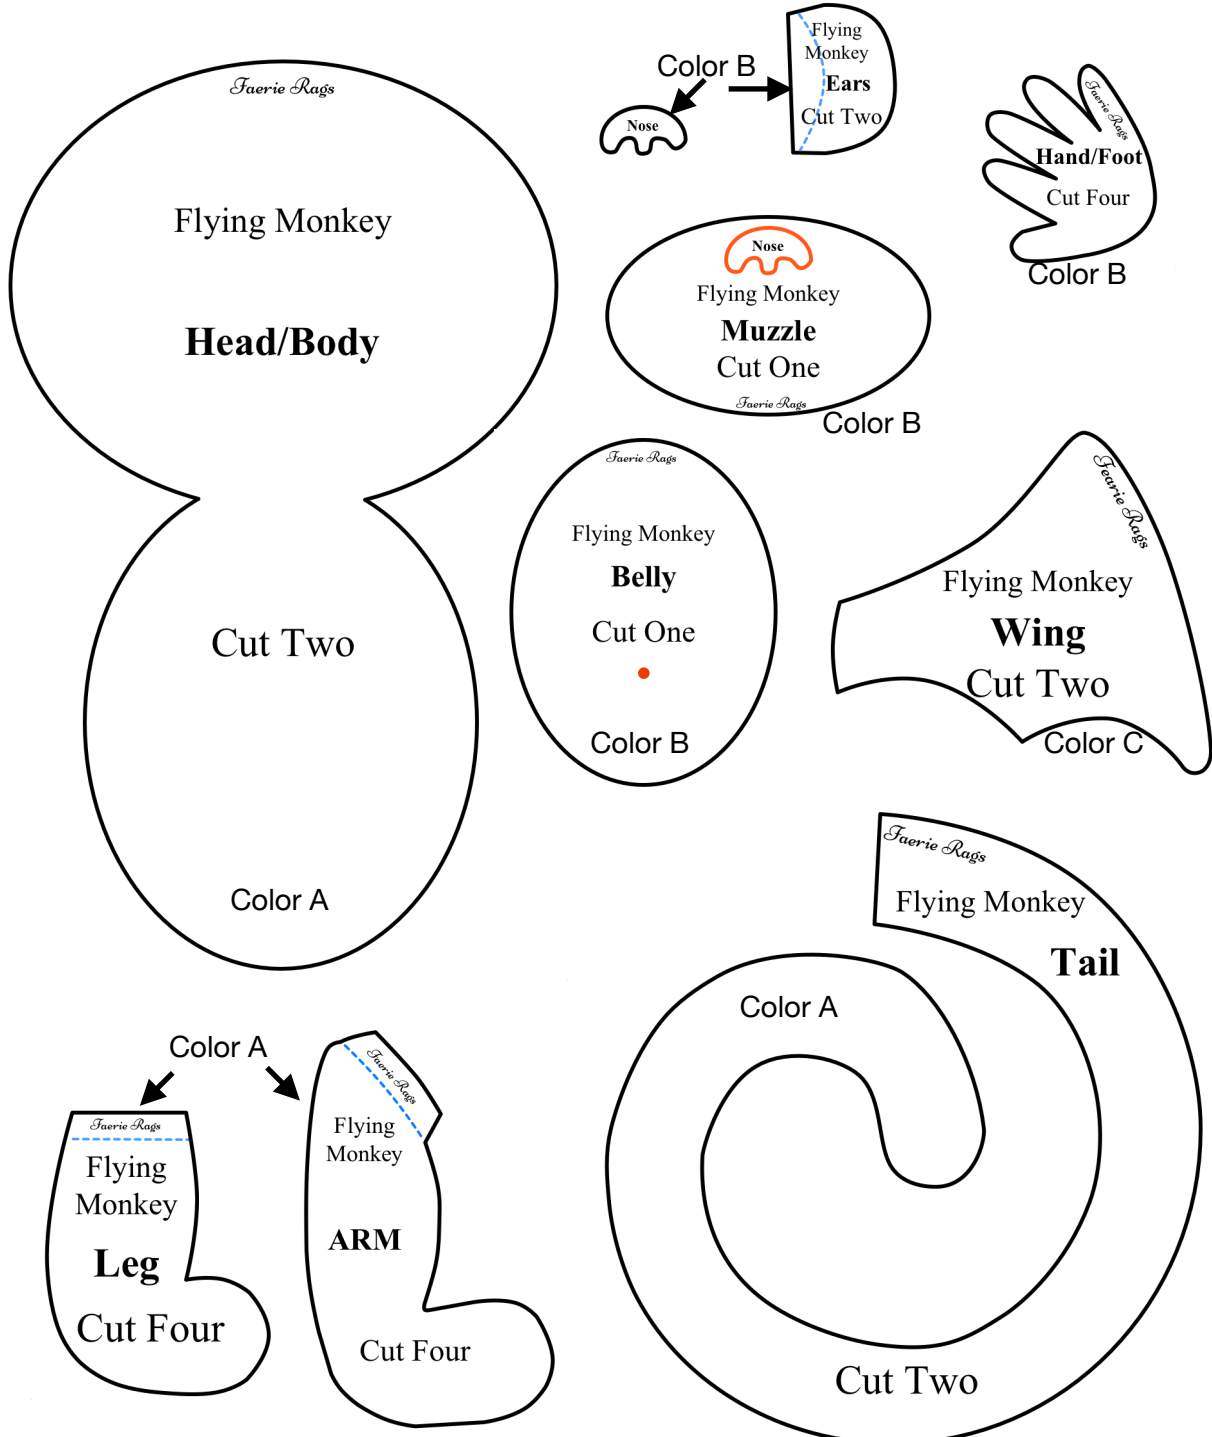 Faerie Rags
Flying Monkey
Head/Body
Cut Two
Color A
Color B
Nose
Flying
Monkey
Ears
Cut Two
Faerie Rags
Hand/Foot
Cut Four
Color B
Nose
Flying Monkey
Muzzle
Cut One
Faerie Rags
Color B
Faerie Rags
Flying Monkey
Belly
Cut One
Color B
Fearie Rags
Flying Monkey
Wing
Cut Two
Color C
Faerie Rags
Flying Monkey
Tail
Color A
Cut Two
Color A
Faerie Rags
Flying
Monkey
Leg
Cut Four
Faerie Rags
Flying
Monkey
ARM
Cut Four